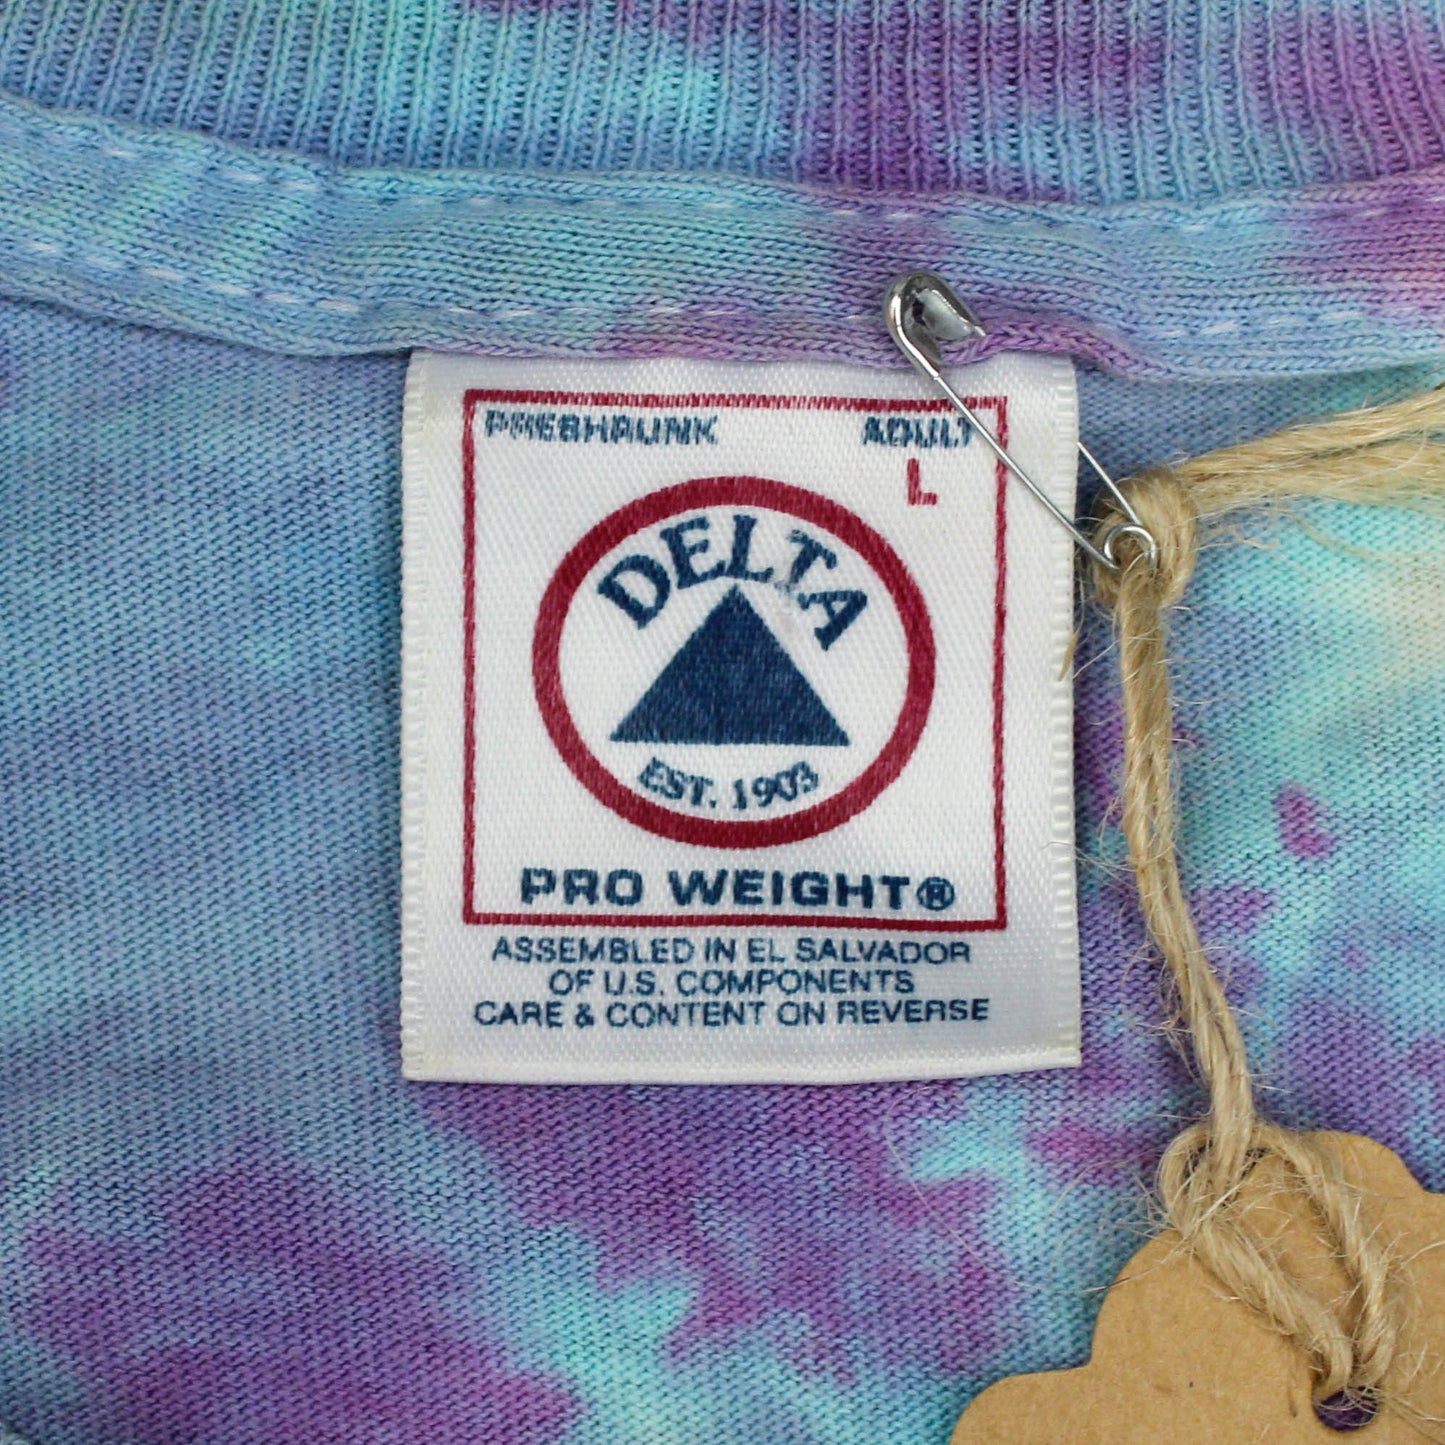 PRESHRUNK ADULT
L
DELTA
EST. 1903
PRO WEIGHT®
ASSEMBLED IN EL SALVADOR
OF U.S. COMPONENTS
CARE & CONTENT ON REVERSE